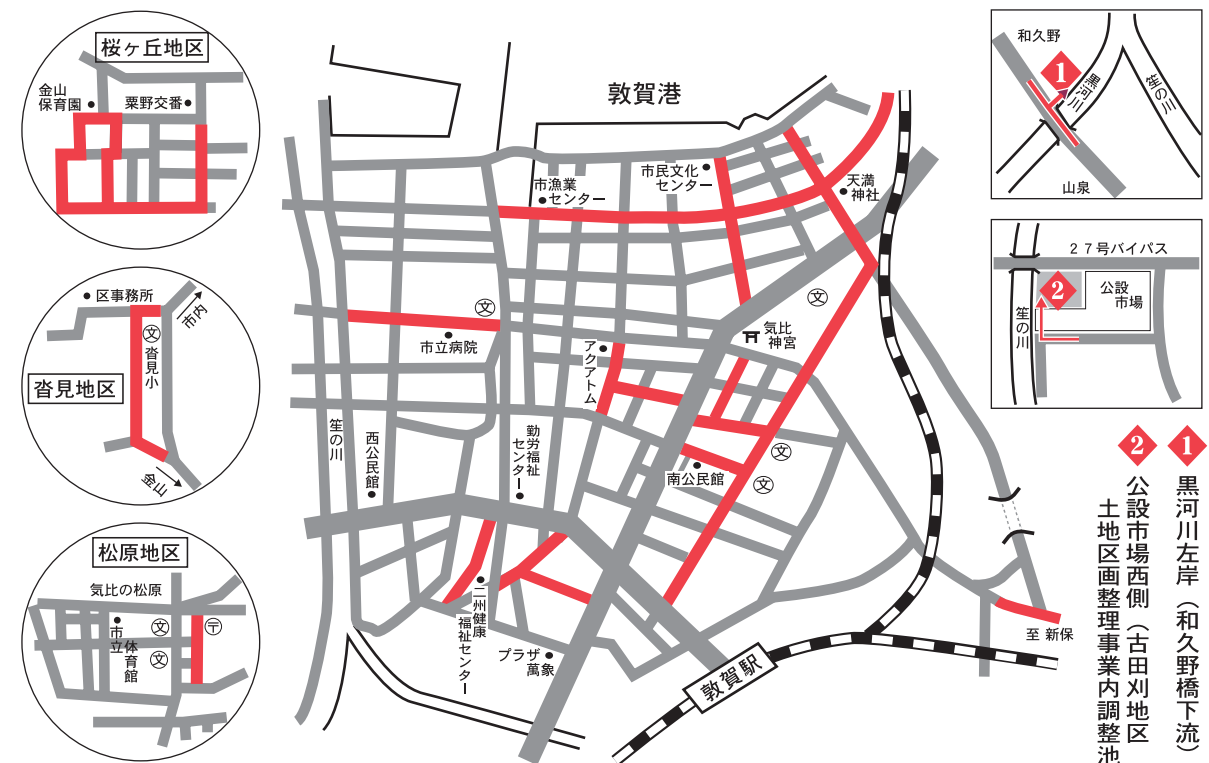 桜ヶ丘地区
金山
保育園
粟野交番
区事務所
市内
文
沓見小
沓見地区
金山
松原地区
気比の松原
文
〒
市立
体育館
文
敦賀港
市漁業
センター
市民文化
センター
天満
神社
文
文
市立病院
気比
神宮
アクアトム
笙の川
西公民館
勤労福祉
センター
文
南公民館
文
二州健康
福祉センター
プラザ
萬象
敦賀駅
至 新保
和久野
1
黒河川
笙の川
山泉
27号バイパス
2
公設
市場
笙の川
1
黒河川左岸（和久野橋下流）
2
公設市場西側（古田刈地区
土地区画整理事業内調整池